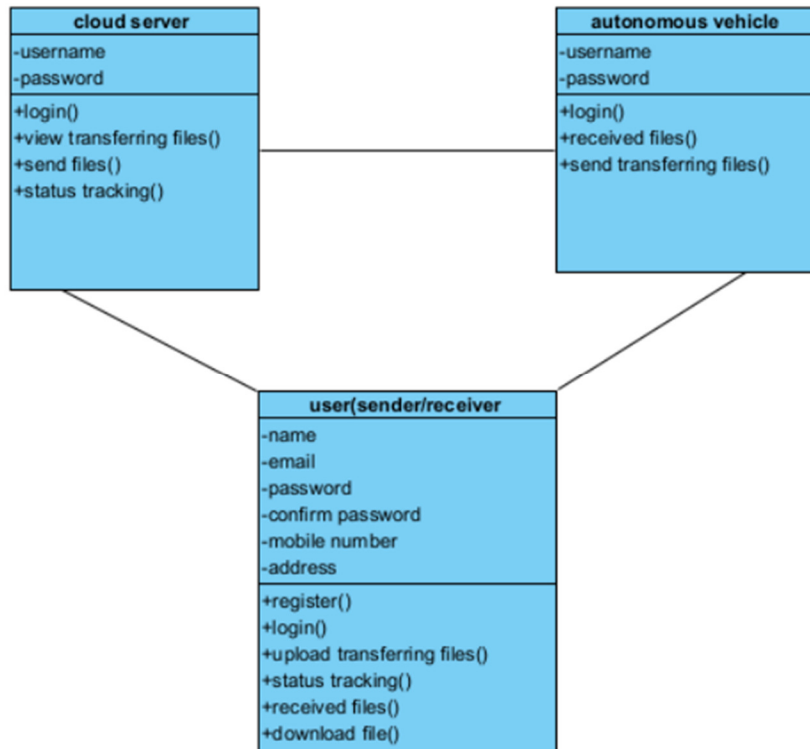 cloud server
-username
-password
+login()
+view transferring files()
+send files()
+status tracking()
autonomous vehicle
-username
-password
+login()
+received files()
+send transferring files()
user(sender/receiver
-name
-email
-password
-confirm password
-mobile number
-address
+register()
+login()
+upload transferring files()
+status tracking()
+received files()
+download file()